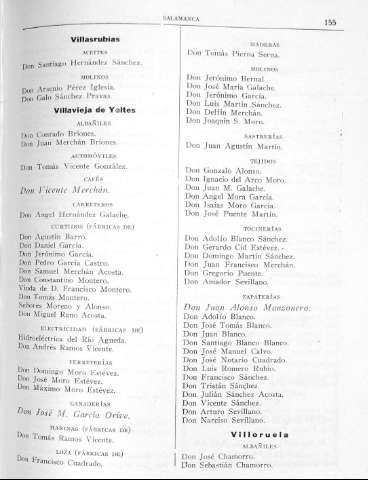 SALAMANCA
155
Villasrubias
ACEITES
Don Santiago Hernández Sánchez.
MOLINOS
Don Arsenio Pérez Iglesia.
Don Galo Sánchez Pravas.
Villavieja de Yeltes
ALBAÑILES
Don Conrado Briones.
Don Juan Merchán Briones.
AUTOMÓVILES
Don Tomás Vicente González.
CAFÉS
Don Vicente Merchán.
CARRETEROS
Don Angel Hernández Galache.
CURTIDOS (FÁBRICAS DE)
Don Agustín Barro.
Don Daniel García.
Don Jerónimo García.
Don Pedro García Castro.
Don Samuel Merchán Acosta.
Don Constantino Montero.
Viuda de D. Francisco Montero.
Don Tomás Montero.
Señores Moreno y Alonso.
Don Miguel Rano Acosta.
ELECTRICIDAD (FÁBRICAS DE)
Hidroeléctrica del Río Agueda.
Don Andrés Ramos Vicente.
FERRETERÍAS
Don Domingo Moro Estévez.
Don José Moro Estévez.
Don Máximo Moro Estévez.
GANADERÍAS
Don José M. García Orive.
HARINAS (FÁBRICAS DE)
Don Tomás Ramos Vicente.
LOZA (FÁBRICAS DE)
Don Francisco Cuadrado.
MADERAS
Don Tomás Pierna Serna.
MOLINOS
Don Jerónimo Bernal.
Don José María Galache.
Don Jerónimo García.
Don Luis Martín Sánchez.
Don Delfín Merchán.
Don Joaquín S. Moro.
SASTRERÍAS
Don Juan Agustín Martín.
TEJIDOS
Don Gonzalo Alonso.
Don Ignacio del Arco Moro.
Don Juan M. Galache.
Don Angel Mora García.
Don Isaías Moro García.
Don José Puente Martín.
TOCINERÍAS
Don Adolfo Blanco Sánchez.
Don Gerardo Cid Estévez.
Don Domingo Martín Sánchez.
Don Juan Francisco Merchán.
Don Gregorio Puente.
Don Amador Sevillano.
ZAPATERÍAS
Don Juan Alonso Manzanera.
Don Adolfo Blanco.
Don José Tomás Blanco.
Don Juan Blanco.
Don Santiago Blanco Blanco.
Don José Manuel Calvo.
Don José Notario Cuadrado.
Don Luis Romero Rubio.
Don Francisco Sánchez.
Don Tristán Sánchez.
Don Julián Sánchez Acosta.
Don Vicente Sánchez.
Don Arturo Sevillano.
Don Narciso Sevillano.
Villoruela
ALBAÑILES
Don José Chamorro.
Don Sebastián Chamorro.